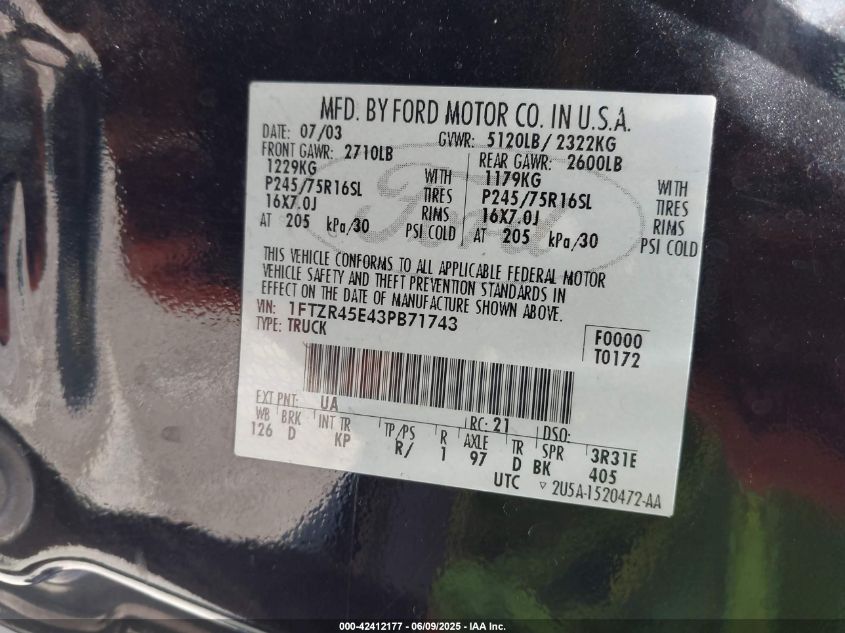 MFD. BY FORD MOTOR CO. IN U.S.A.
DATE: 07/03 GVWR: 5120LB/ 2322KG
FRONT GAWR: 2710LB REAR GAWR: 2600LB
1229KG WITH 1179KG WITH
P245/75R16SL TIRES P245/75R16SL TIRES
16X7.0J RIMS 16X7.0J RIMS
AT 205 kPa/30 PSI COLD AT 205 kPa/30 PSI COLD
Ford
THIS VEHICLE CONFORMS TO ALL APPLICABLE FEDERAL MOTOR
VEHICLE SAFETY AND THEFT PREVENTION STANDARDS IN
EFFECT ON THE DATE OF MANUFACTURE SHOWN ABOVE.
VIN: 1FTZR45E43PB71743
TYPE: TRUCK
F0000
T0172
EXT PNT: UA RC: 21 DSO:
WB BRK INT TR TP/PS R AXLE TR SPR 3R31E
126 D KP R/ 1 97 D BK 405
UTC ▽ 2U5A-1520472-AA
000-42412177 - 06/09/2025 - IAA Inc.